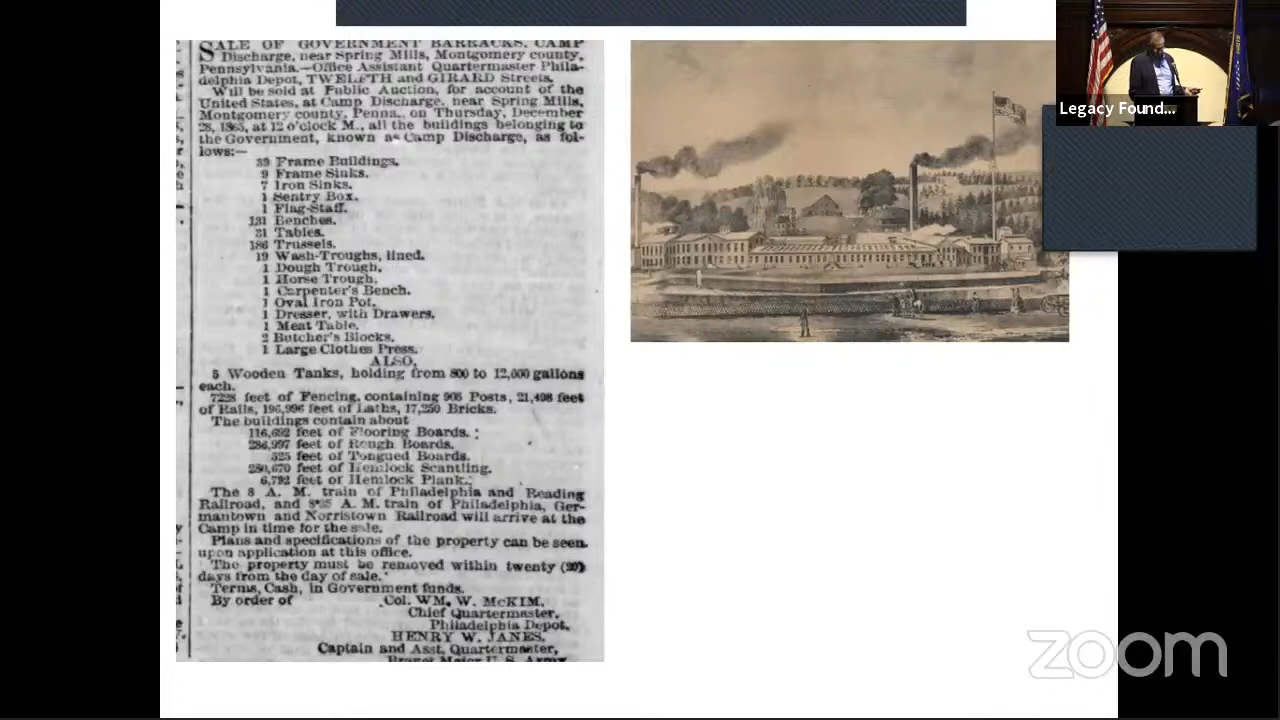 SALE OF GOVERNMENT BARRACKS, CAMP
Discharge, near Spring Mills, Montgomery county,
Pennsylvania.—Office Assistant Quartermaster Phila-
delphia Depot, TWELFTH and GIRARD Streets.
Will be sold at Public Auction, for account of the
United States, at Camp Discharge, near Spring Mills,
Montgomery county, Penna., on Thursday, December
28, 1865, at 12 o'clock M., all the buildings belonging to
the Government, known as Camp Discharge, as fol-
lows:—
39 Frame Buildings.
9 Frame Sinks.
7 Iron Sinks.
1 Sentry Box.
1 Flag-Staff.
131 Benches.
31 Tables.
186 Trussels.
19 Wash-Troughs, lined.
1 Dough Trough.
1 Horse Trough.
1 Carpenter's Bench.
1 Oval Iron Pot.
1 Dresser, with Drawers.
1 Meat Table.
2 Butcher's Blocks.
1 Large Clothes Press.
ALSO,
5 Wooden Tanks, holding from 800 to 12,000 gallons
each.
7228 feet of Fencing, containing 905 Posts, 21,498 feet
of Rails, 196,996 feet of Laths, 17,250 Bricks.
The buildings contain about
116,692 feet of Flooring Boards.
286,997 feet of Rough Boards.
525 feet of Tongued Boards.
280,670 feet of Hemlock Scantling.
6,792 feet of Hemlock Plank.
The 8 A. M. train of Philadelphia and Reading
Railroad, and A. M. train of Philadelphia, Ger-
mantown and Norristown Railroad will arrive at the
Camp in time for the sale.
Plans and specifications of the property can be seen
upon application at this office.
The property must be removed within twenty (20)
days from the day of sale.
Terms, Cash, in Government funds.
By order of Col. WM. W. McKIM,
Chief Quartermaster,
Philadelphia Depot.
HENRY W. JANES,
Captain and Asst. Quartermaster,
Brevet Major U. S. Army.
Legacy Found...
zoom